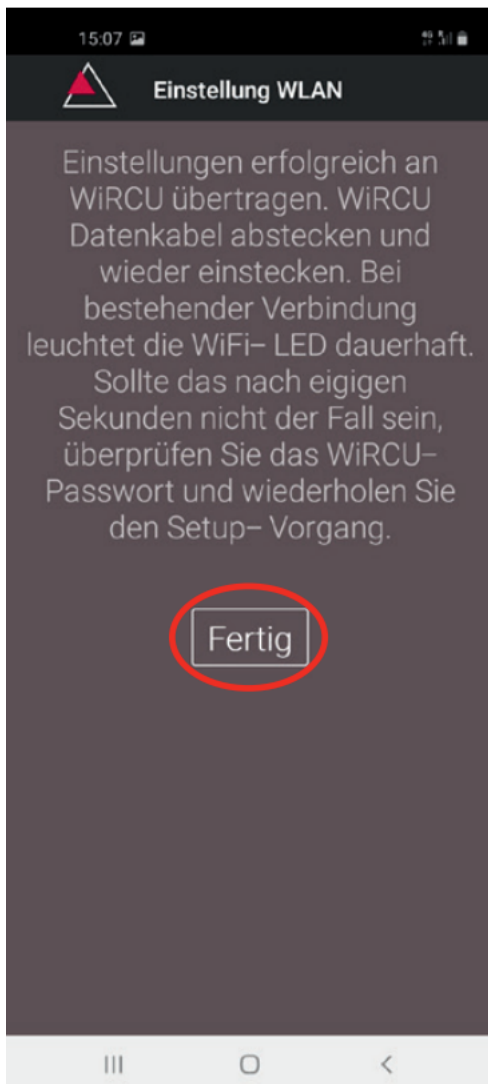 15:07
Einstellung WLAN
Einstellungen erfolgreich an
WiRCU übertragen. WiRCU
Datenkabel abstecken und
wieder einstecken. Bei
bestehender Verbindung
leuchtet die WiFi– LED dauerhaft.
Sollte das nach eigigen
Sekunden nicht der Fall sein,
überprüfen Sie das WiRCU–
Passwort und wiederholen Sie
den Setup– Vorgang.
Fertig